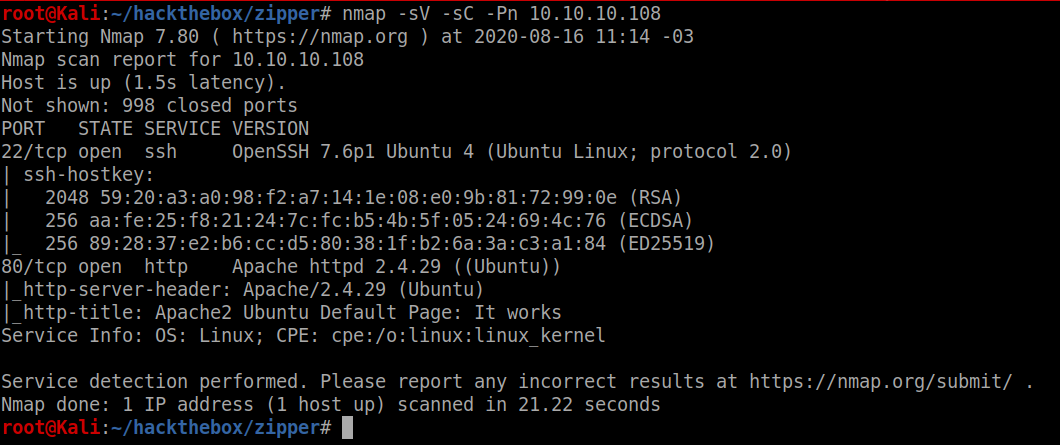 root@Kali:~/hackthebox/zipper# nmap -sV -sC -Pn 10.10.10.108
Starting Nmap 7.80 ( https://nmap.org ) at 2020-08-16 11:14 -03
Nmap scan report for 10.10.10.108
Host is up (1.5s latency).
Not shown: 998 closed ports
PORT   STATE SERVICE VERSION
22/tcp open  ssh     OpenSSH 7.6p1 Ubuntu 4 (Ubuntu Linux; protocol 2.0)
| ssh-hostkey:
|   2048 59:20:a3:a0:98:f2:a7:14:1e:08:e0:9b:81:72:99:0e (RSA)
|   256 aa:fe:25:f8:21:24:7c:fc:b5:4b:5f:05:24:69:4c:76 (ECDSA)
|_  256 89:28:37:e2:b6:cc:d5:80:38:1f:b2:6a:3a:c3:a1:84 (ED25519)
80/tcp open  http    Apache httpd 2.4.29 ((Ubuntu))
|_http-server-header: Apache/2.4.29 (Ubuntu)
|_http-title: Apache2 Ubuntu Default Page: It works
Service Info: OS: Linux; CPE: cpe:/o:linux:linux_kernel

Service detection performed. Please report any incorrect results at https://nmap.org/submit/ .
Nmap done: 1 IP address (1 host up) scanned in 21.22 seconds
root@Kali:~/hackthebox/zipper#